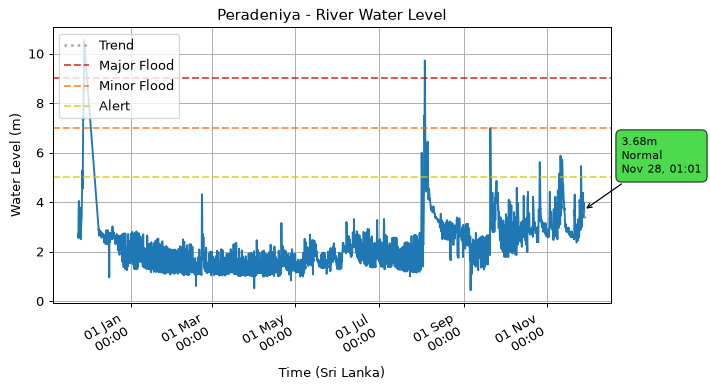 Peradeniya - River Water Level
Trend
Major Flood
Minor Flood
Alert
10
8
6
4
2
0
Water Level (m)
3.68m
Normal
Nov 28, 01:01
01 Jan
00:00
01 Mar
00:00
01 May
00:00
01 Jul
00:00
01 Sep
00:00
01 Nov
00:00
Time (Sri Lanka)